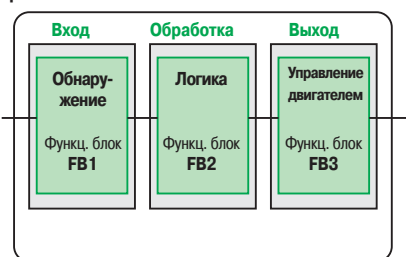 Вход Обработка Выход
Обнару-
жение
Функц. блок
FB1
Логика
Функц. блок
FB2
Управление
двигателем
Функц. блок
FB3